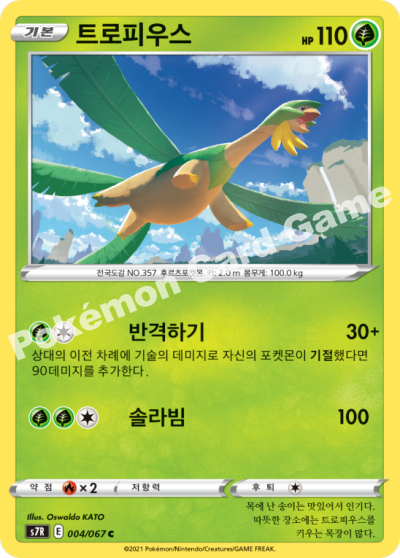 기본 트로피우스 HP 110
전국도감 NO.357 후르츠포켓몬 키: 2.0 m 몸무게: 100.0 kg
Pokémon Card Game
반격하기 30+
상대의 이전 차례에 기술의 데미지로 자신의 포켓몬이 기절했다면
90데미지를 추가한다.
솔라빔 100
약점 ×2 저항력 후퇴
Illus. Oswaldo KATO
s7R E 004/067 C
목에 난 송이는 맛있어서 인기다.
따뜻한 장소에는 트로피우스를
키우는 목장이 많다.
©2021 Pokémon/Nintendo/Creatures/GAME FREAK.